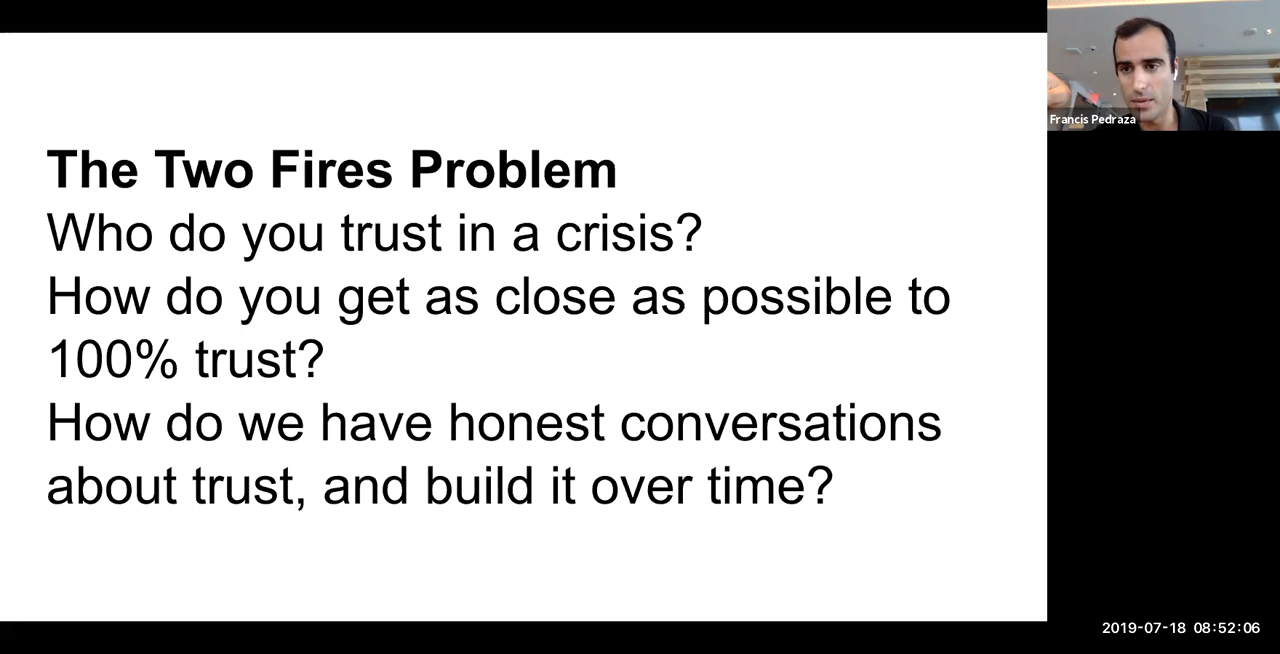 The Two Fires Problem
Who do you trust in a crisis?
How do you get as close as possible to
100% trust?
How do we have honest conversations
about trust, and build it over time?
Francis Pedraza
2019-07-18 08:52:06